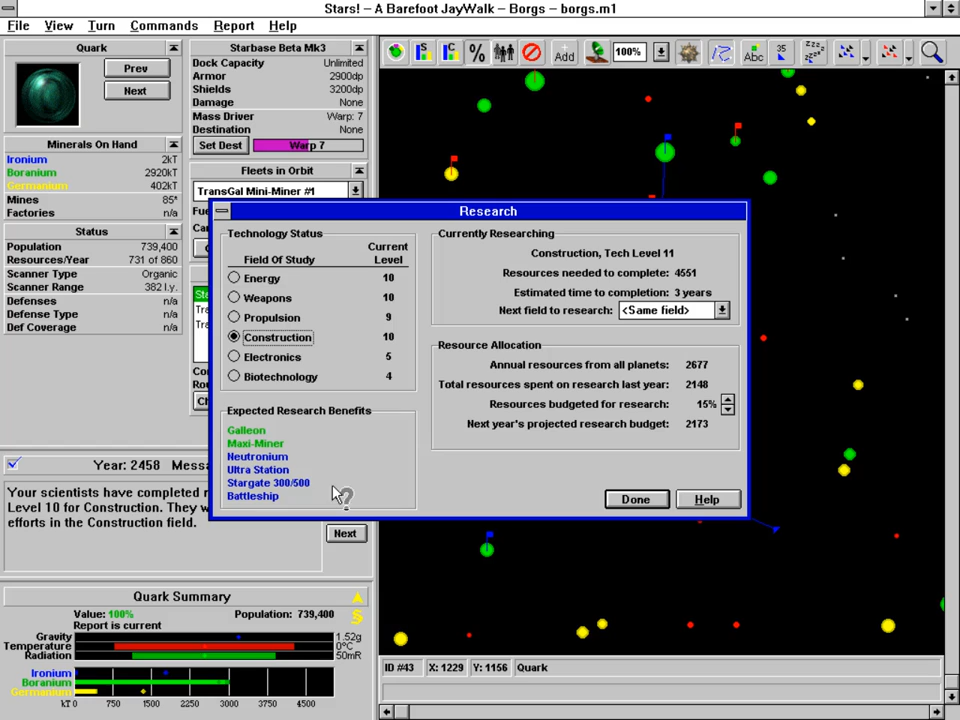 Stars! – A Barefoot JayWalk – Borgs – borgs.m1
File View Turn Commands Report Help
Quark
Prev
Next
Minerals On Hand
Ironium 2kT
Boranium 2920kT
Germanium 402kT
Mines 85*
Factories n/a
Status
Population 739,400
Resources/Year 731 of 860
Scanner Type Organic
Scanner Range 382 l.y.
Defenses n/a
Defense Type n/a
Def Coverage n/a
Starbase Beta Mk3
Dock Capacity Unlimited
Armor 2900dp
Shields 3200dp
Damage None
Mass Driver Warp: 7
Destination None
Set Dest Warp 7
Fleets in Orbit
TransGal Mini-Miner #1
S I C % Add 100% Abc 35 ZZZ
Research
Technology Status
Field Of Study Current Level
Energy 10
Weapons 10
Propulsion 9
Construction 10
Electronics 5
Biotechnology 4
Expected Research Benefits
Galleon
Maxi-Miner
Neutronium
Ultra Station
Stargate 300/500
Battleship
Currently Researching
Construction, Tech Level 11
Resources needed to complete: 4551
Estimated time to completion: 3 years
Next field to research: <Same field>
Resource Allocation
Annual resources from all planets: 2677
Total resources spent on research last year: 2148
Resources budgeted for research: 15%
Next year's projected research budget: 2173
Done Help
Year: 2458
Your scientists have completed
Level 10 for Construction. They
efforts in the Construction field.
Next
Quark Summary
Value: 100% Population: 739,400
Report is current
Gravity 1.52g
Temperature 0°C
Radiation 50mR
Ironium
Boranium
Germanium
kT 0 750 1500 2250 3000 3750 4500
ID #43 X: 1229 Y: 1156 Quark